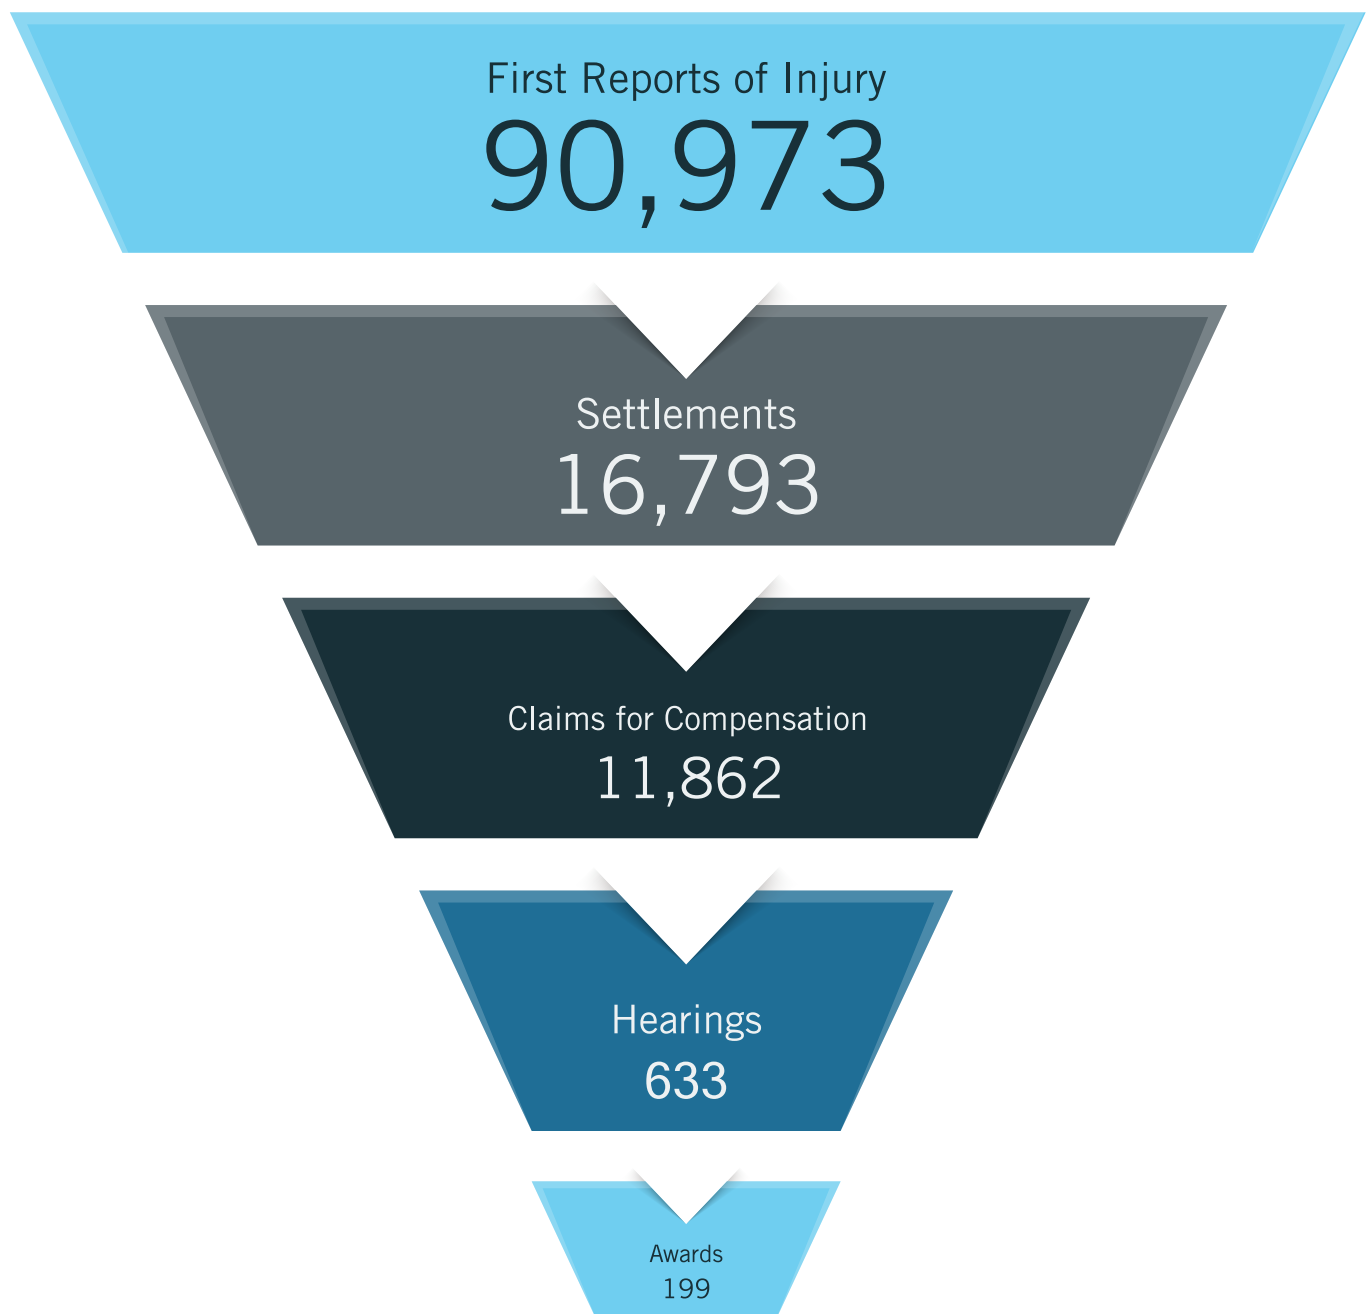 First Reports of Injury
90,973
Settlements
16,793
Claims for Compensation
11,862
Hearings
633
Awards
199